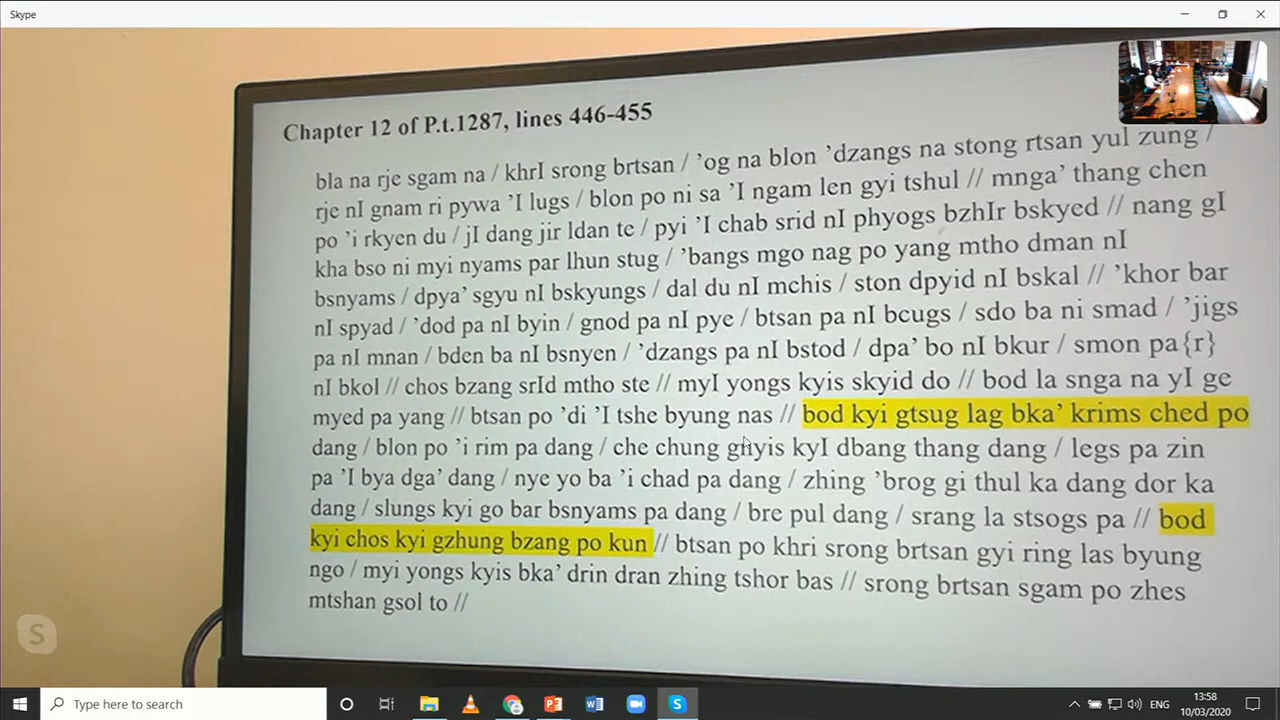 Skype
Chapter 12 of P.t.1287, lines 446-455
bla na rje sgam na / khrI srong brtsan / ’og na blon ’dzangs na stong rtsan yul zung /
rje nI gnam ri pywa ’I lugs / blon po ni sa ’I ngam len gyi tshul // mnga’ thang chen
po ’i rkyen du / jI dang jir ldan te / pyi ’I chab srid nI phyogs bzhIr bskyed // nang gI
kha bso ni myi nyams par lhun stug / ’bangs mgo nag po yang mtho dman nI
bsnyams / dpya’ sgyu nI bskyungs / dal du nI mchis / ston dpyid nI bskal // ’khor bar
nI spyad / ’dod pa nI byin / gnod pa nI pye / btsan pa nI bcugs / sdo ba ni smad / ’jigs
pa nI mnan / bden ba nI bsnyen / ’dzangs pa nI bstod / dpa’ bo nI bkur / smon pa{r}
nI bkol // chos bzang srId mtho ste // myI yongs kyis skyid do // bod la snga na yI ge
myed pa yang // btsan po ’di ’I tshe byung nas // bod kyi gtsug lag bka’ krims ched po
dang / blon po ’i rim pa dang / che chung gnyis kyI dbang thang dang / legs pa zin
pa ’I bya dga’ dang / nye yo ba ’i chad pa dang / zhing ’brog gi thul ka dang dor ka
dang / slungs kyi go bar bsnyams pa dang / bre pul dang / srang la stsogs pa // bod
kyi chos kyi gzhung bzang po kun // btsan po khri srong brtsan gyi ring las byung
ngo / myi yongs kyis bka’ drin dran zhing tshor bas // srong brtsan sgam po zhes
mtshan gsol to //
S
Type here to search
ENG
13:58
10/03/2020